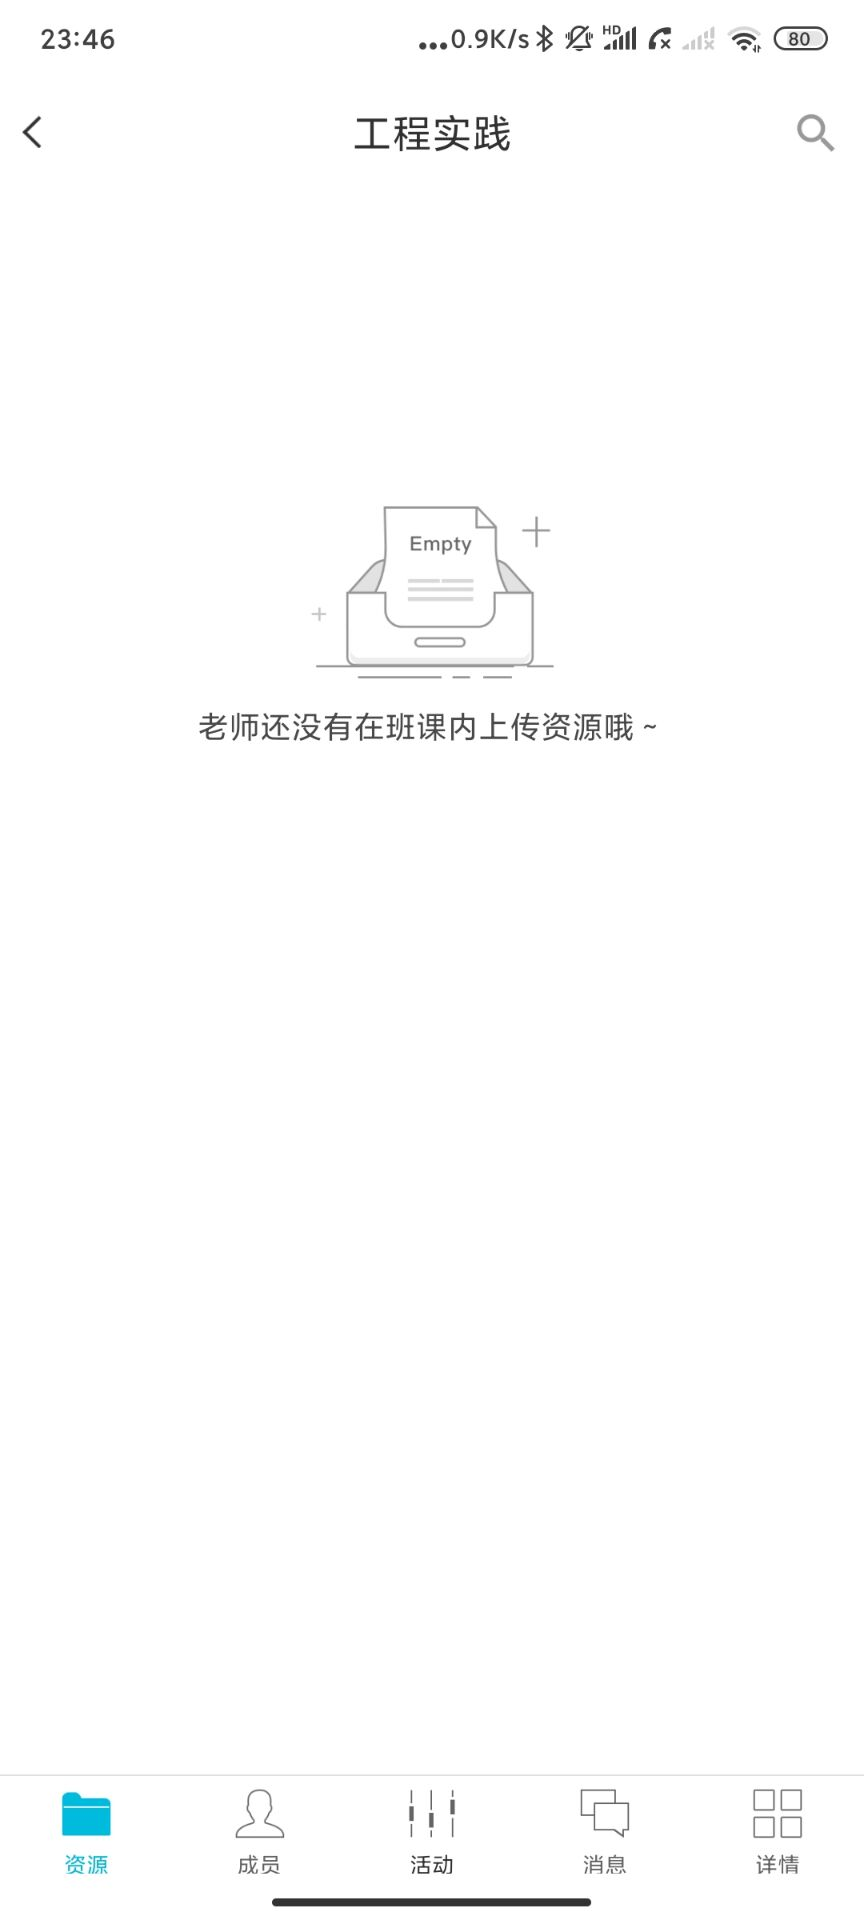 23:46
...0.9K/s HD 80
工程实践
Empty
老师还没有在班课内上传资源哦 ~
资源 成员 活动 消息 详情